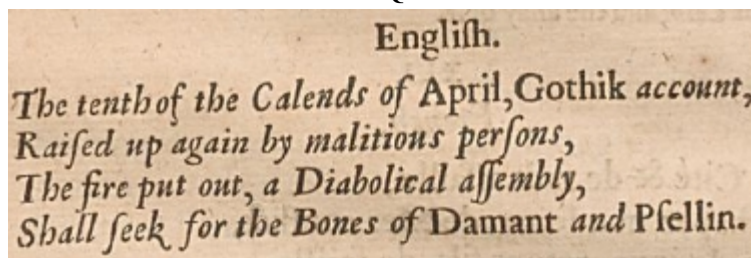 Engliſh.
The tenth of the Calends of April, Gothik account,
Raiſed up again by malitious perſons,
The fire put out, a Diabolical aſſembly,
Shall ſeek for the Bones of Damant and Pſellin.